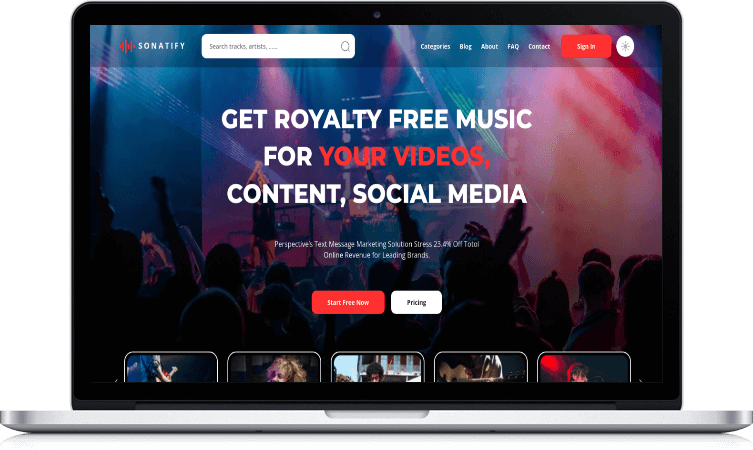 SONATIFY
Search tracks, artists, .....
Categories Blog About FAQ Contact Sign In
GET ROYALTY FREE MUSIC
FOR YOUR VIDEOS,
CONTENT, SOCIAL MEDIA
Perspective's Text Message Marketing Solution Stress 23.4% Off Totol
Online Revenue for Leading Brands.
Start Free Now Pricing